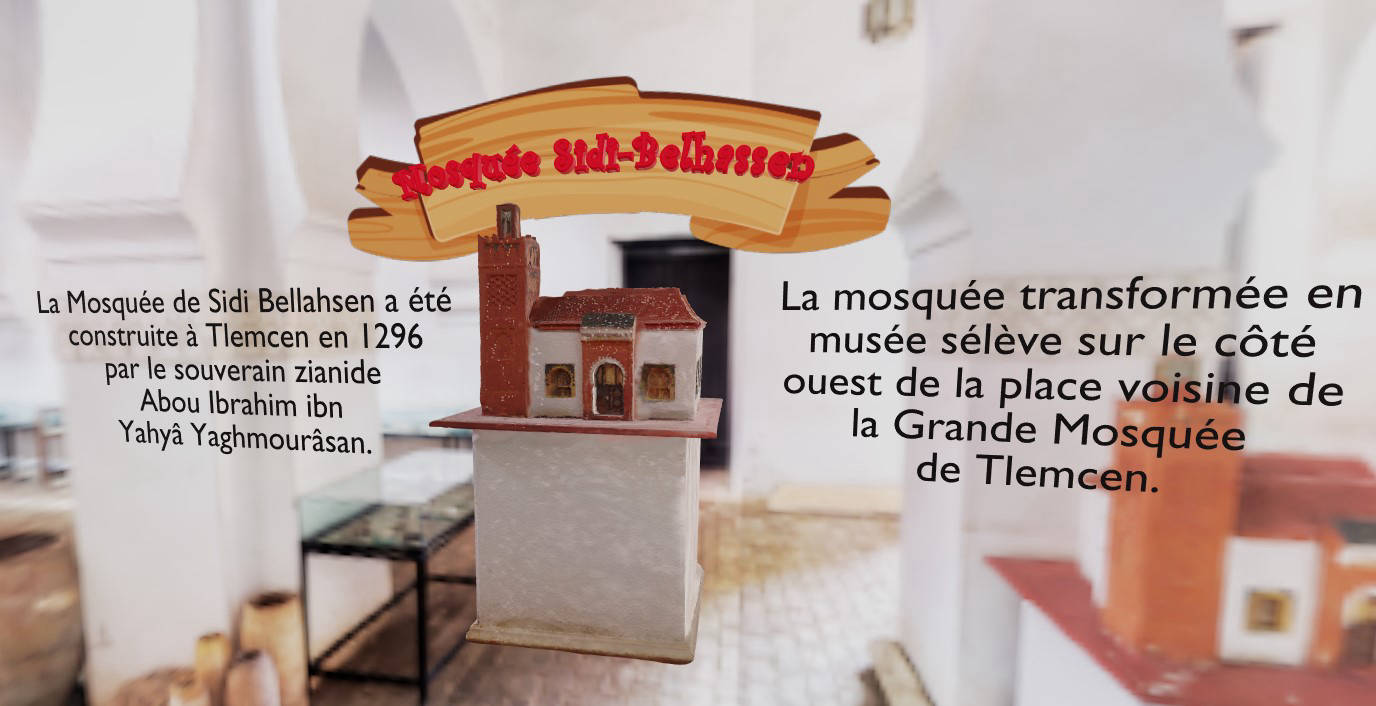 Mosquée Sidi-Belhassen
La Mosquée de Sidi Bellahsen a été
construite à Tlemcen en 1296
par le souverain zianide
Abou Ibrahim ibn
Yahyâ Yaghmourâsan.
La mosquée transformée en
musée sélève sur le côté
ouest de la place voisine de
la Grande Mosquée
de Tlemcen.